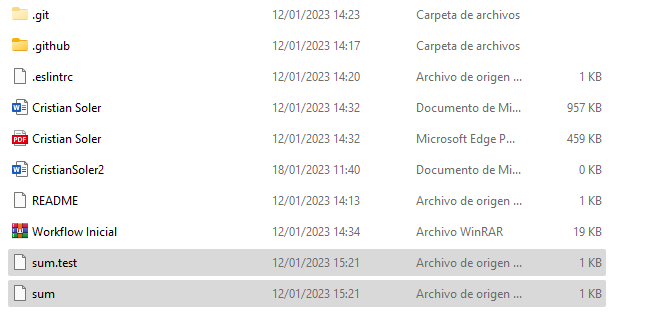 .git 12/01/2023 14:23 Carpeta de archivos
.github 12/01/2023 14:17 Carpeta de archivos
.eslintrc 12/01/2023 14:20 Archivo de origen ... 1 KB
Cristian Soler 12/01/2023 14:32 Documento de Mi... 957 KB
PDF Cristian Soler 12/01/2023 14:32 Microsoft Edge P... 459 KB
CristianSoler2 18/01/2023 11:40 Documento de Mi... 0 KB
README 12/01/2023 14:13 Archivo de origen ... 1 KB
Workflow Inicial 12/01/2023 14:34 Archivo WinRAR 19 KB
sum.test 12/01/2023 15:21 Archivo de origen ... 1 KB
sum 12/01/2023 15:21 Archivo de origen ... 1 KB